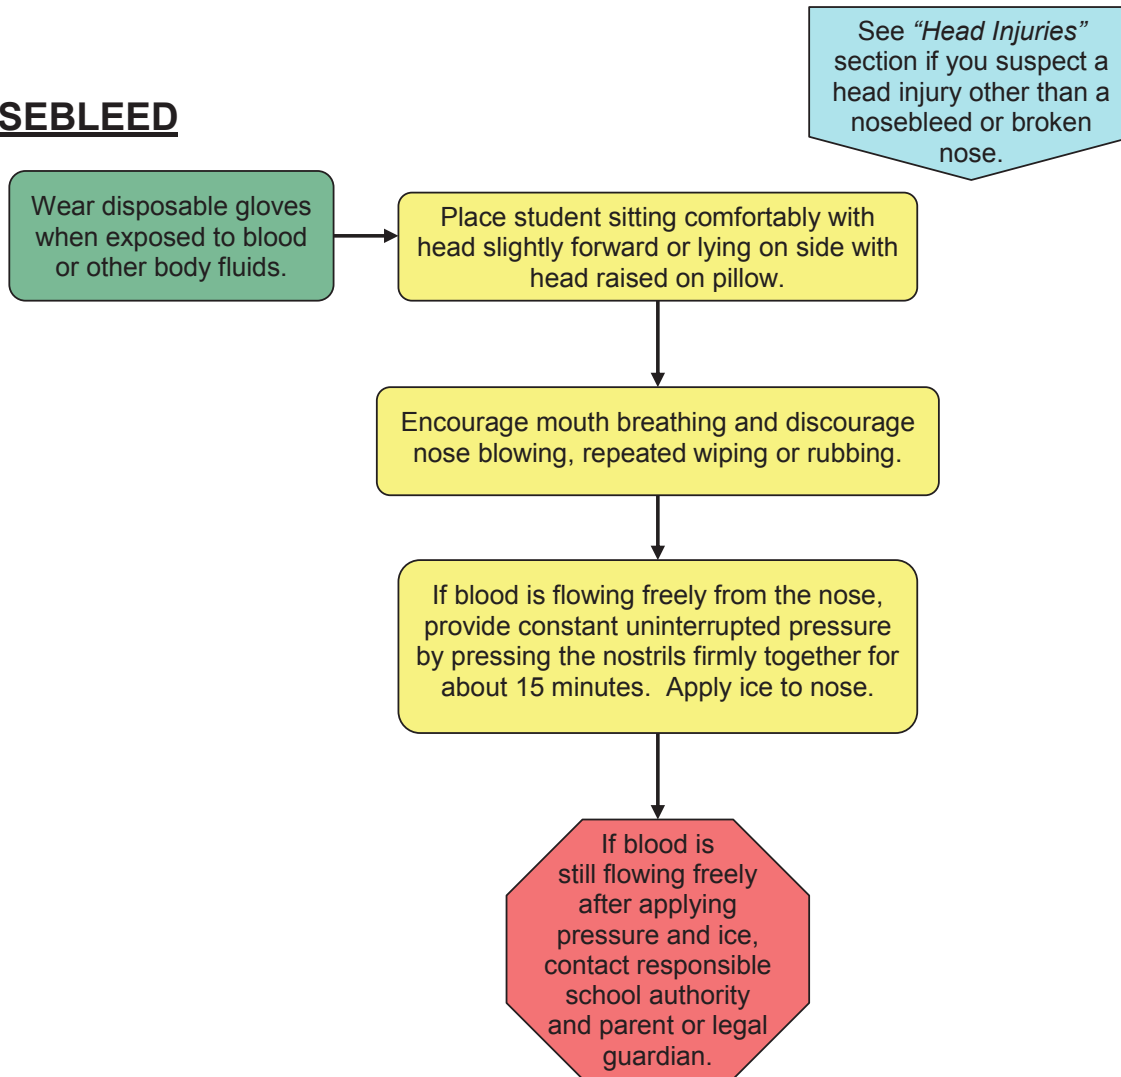 See "Head Injuries"
section if you suspect a
head injury other than a
nosebleed or broken
nose.
SEBLEED
Wear disposable gloves
when exposed to blood
or other body fluids.
Place student sitting comfortably with
head slightly forward or lying on side with
head raised on pillow.
Encourage mouth breathing and discourage
nose blowing, repeated wiping or rubbing.
If blood is flowing freely from the nose,
provide constant uninterrupted pressure
by pressing the nostrils firmly together for
about 15 minutes.  Apply ice to nose.
If blood is
still flowing freely
after applying
pressure and ice,
contact responsible
school authority
and parent or legal
guardian.